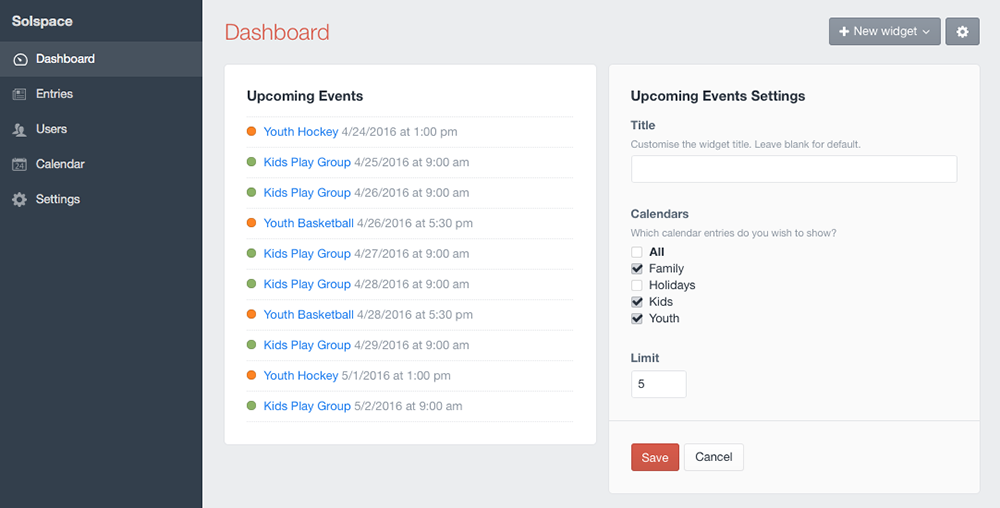 Solspace
Dashboard
Entries
Users
24
Calendar
Settings
Dashboard
New widget
Upcoming Events
Youth Hockey 4/24/2016 at 1:00 pm
Kids Play Group 4/25/2016 at 9:00 am
Kids Play Group 4/26/2016 at 9:00 am
Youth Basketball 4/26/2016 at 5:30 pm
Kids Play Group 4/27/2016 at 9:00 am
Kids Play Group 4/28/2016 at 9:00 am
Youth Basketball 4/28/2016 at 5:30 pm
Kids Play Group 4/29/2016 at 9:00 am
Youth Hockey 5/1/2016 at 1:00 pm
Kids Play Group 5/2/2016 at 9:00 am
Upcoming Events Settings
Title
Customise the widget title. Leave blank for default.
Calendars
Which calendar entries do you wish to show?
All
Family
Holidays
Kids
Youth
Limit
5
Save
Cancel